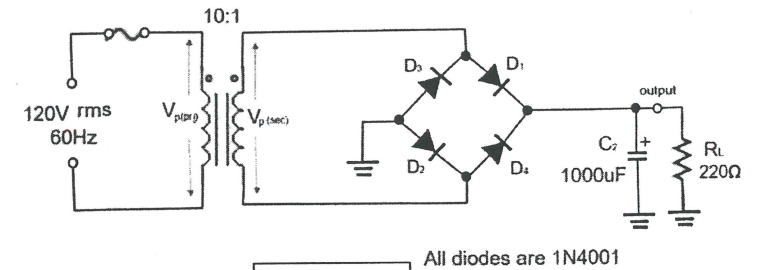 10:1
D₃
D₁
output
120V rms
60Hz
Vp(pri)
Vp(sec)
C₂
+
RL
D₂
D₄
1000uF
220Ω
All diodes are 1N4001